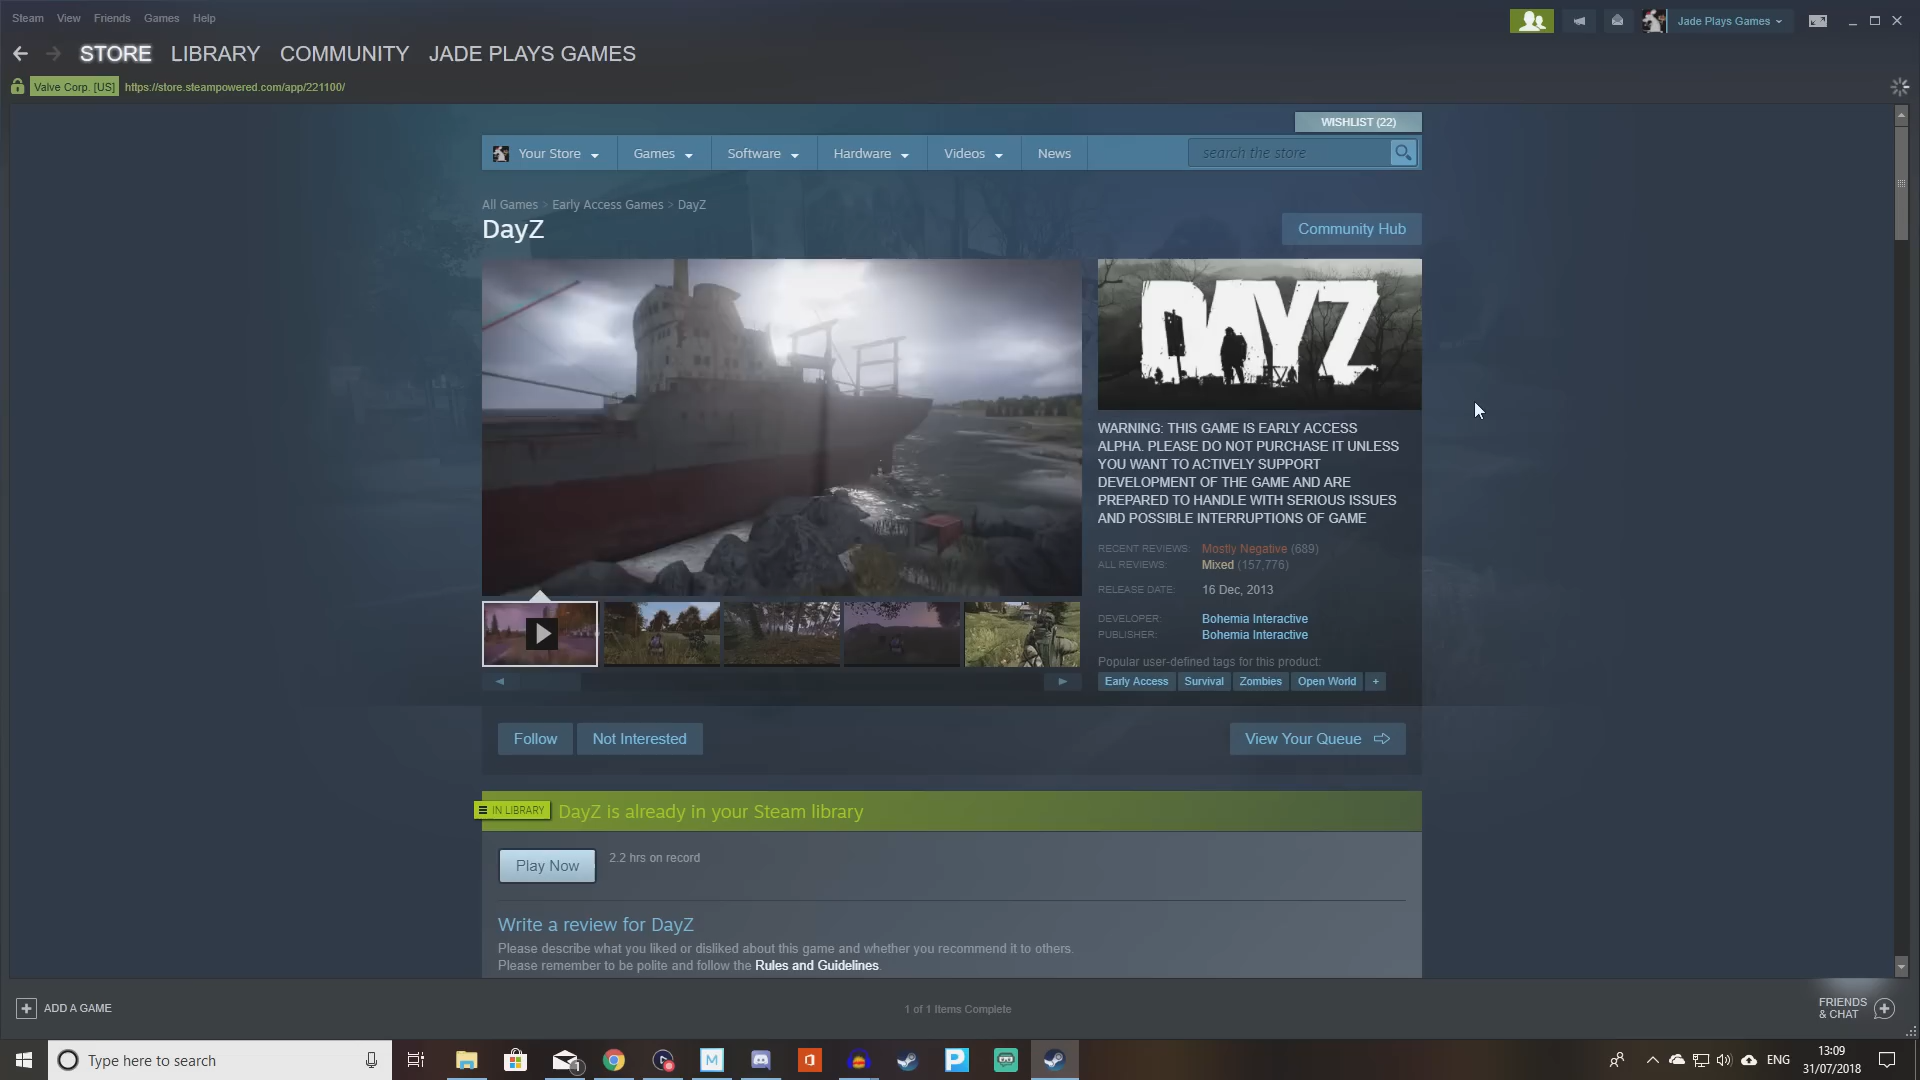 Steam View Friends Games Help
Jade Plays Games
STORE LIBRARY COMMUNITY JADE PLAYS GAMES
Valve Corp. [US] https://store.steampowered.com/app/221100/
WISHLIST (22)
Your Store Games Software Hardware Videos News search the store
All Games > Early Access Games > DayZ
DayZ
Community Hub
DAYZ
WARNING: THIS GAME IS EARLY ACCESS
ALPHA. PLEASE DO NOT PURCHASE IT UNLESS
YOU WANT TO ACTIVELY SUPPORT
DEVELOPMENT OF THE GAME AND ARE
PREPARED TO HANDLE WITH SERIOUS ISSUES
AND POSSIBLE INTERRUPTIONS OF GAME
RECENT REVIEWS: Mostly Negative (689)
ALL REVIEWS: Mixed (157,776)
RELEASE DATE: 16 Dec, 2013
DEVELOPER: Bohemia Interactive
PUBLISHER: Bohemia Interactive
Popular user-defined tags for this product:
Early Access Survival Zombies Open World +
Follow Not Interested View Your Queue
IN LIBRARY DayZ is already in your Steam library
Play Now 2.2 hrs on record
Write a review for DayZ
Please describe what you liked or disliked about this game and whether you recommend it to others.
Please remember to be polite and follow the Rules and Guidelines.
ADD A GAME
1 of 1 Items Complete
FRIENDS
& CHAT
Type here to search
1
M
ENG
13:09
31/07/2018